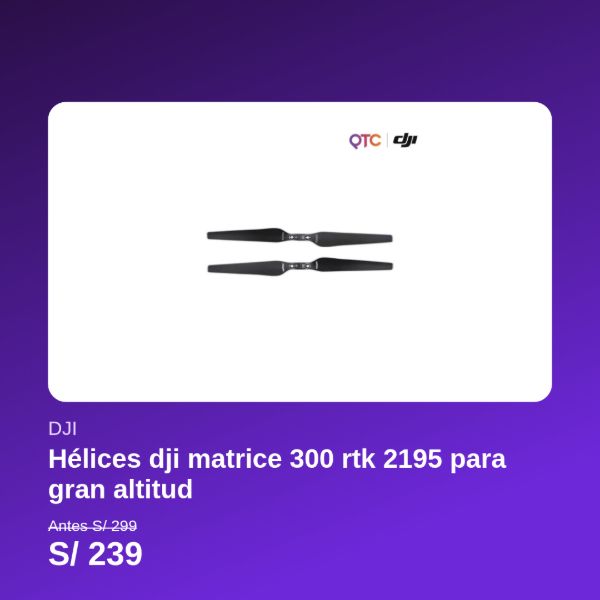 QTC dji
DJI
Hélices dji matrice 300 rtk 2195 para
gran altitud
Antes S/ 299
S/ 239